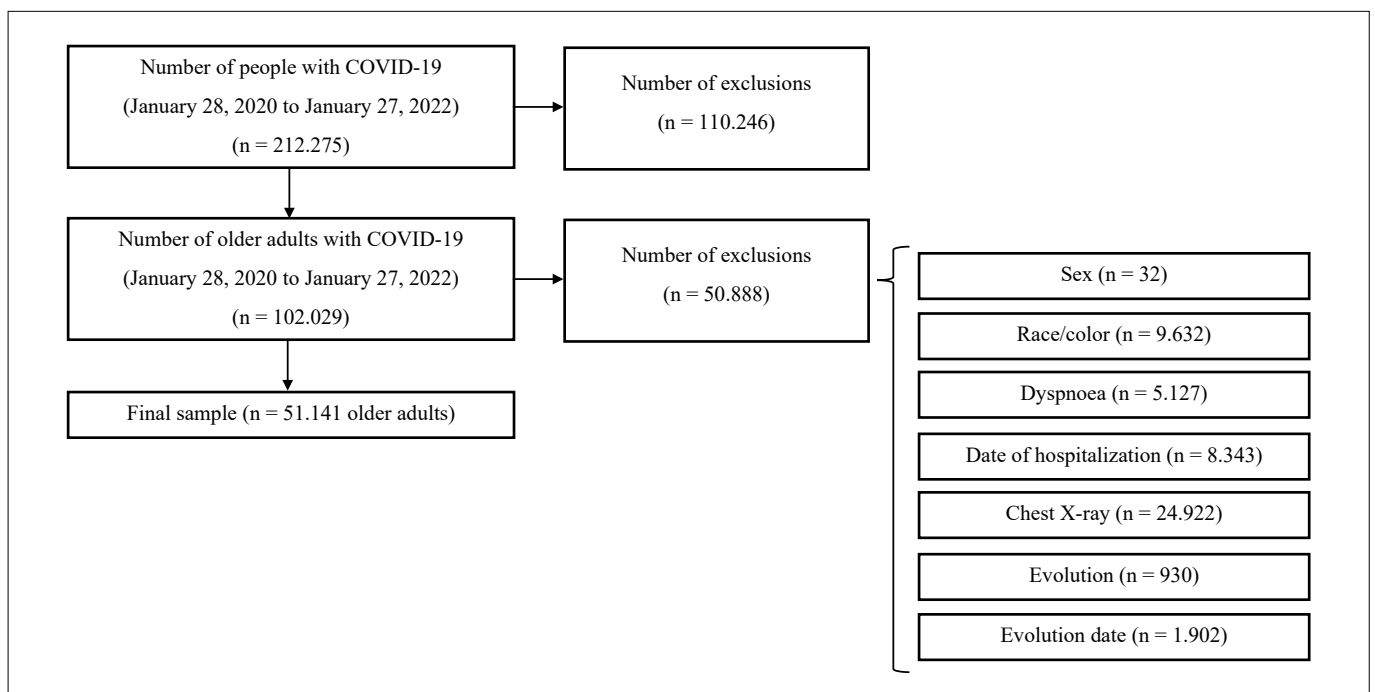 Number of people with COVID-19
(January 28, 2020 to January 27, 2022)
(n = 212.275)
Number of exclusions
(n = 110.246)
Number of older adults with COVID-19
(January 28, 2020 to January 27, 2022)
(n = 102.029)
Number of exclusions
(n = 50.888)
Sex (n = 32)
Race/color (n = 9.632)
Dyspnoea (n = 5.127)
Date of hospitalization (n = 8.343)
Chest X-ray (n = 24.922)
Evolution (n = 930)
Evolution date (n = 1.902)
Final sample (n = 51.141 older adults)